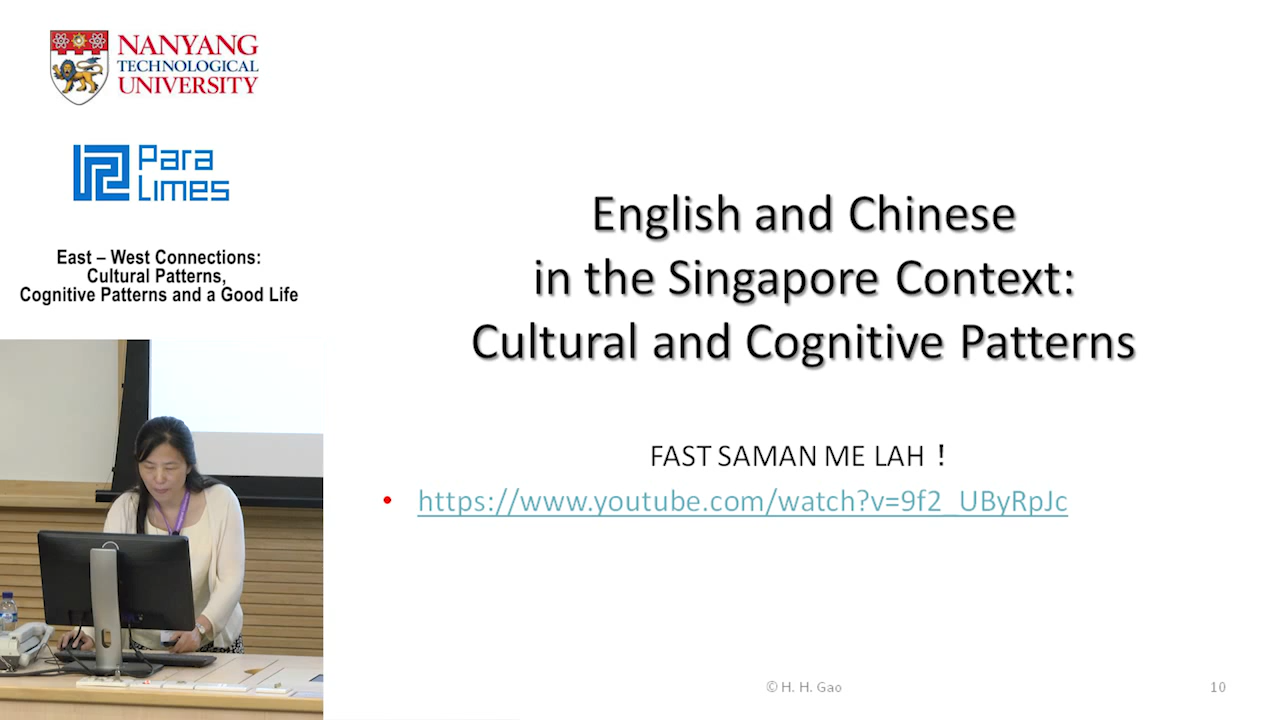 NANYANG
TECHNOLOGICAL
UNIVERSITY
Para
Limes
East – West Connections:
Cultural Patterns,
Cognitive Patterns and a Good Life
English and Chinese
in the Singapore Context:
Cultural and Cognitive Patterns
FAST SAMAN ME LAH！
• https://www.youtube.com/watch?v=9f2_UByRpJc
© H. H. Gao
10